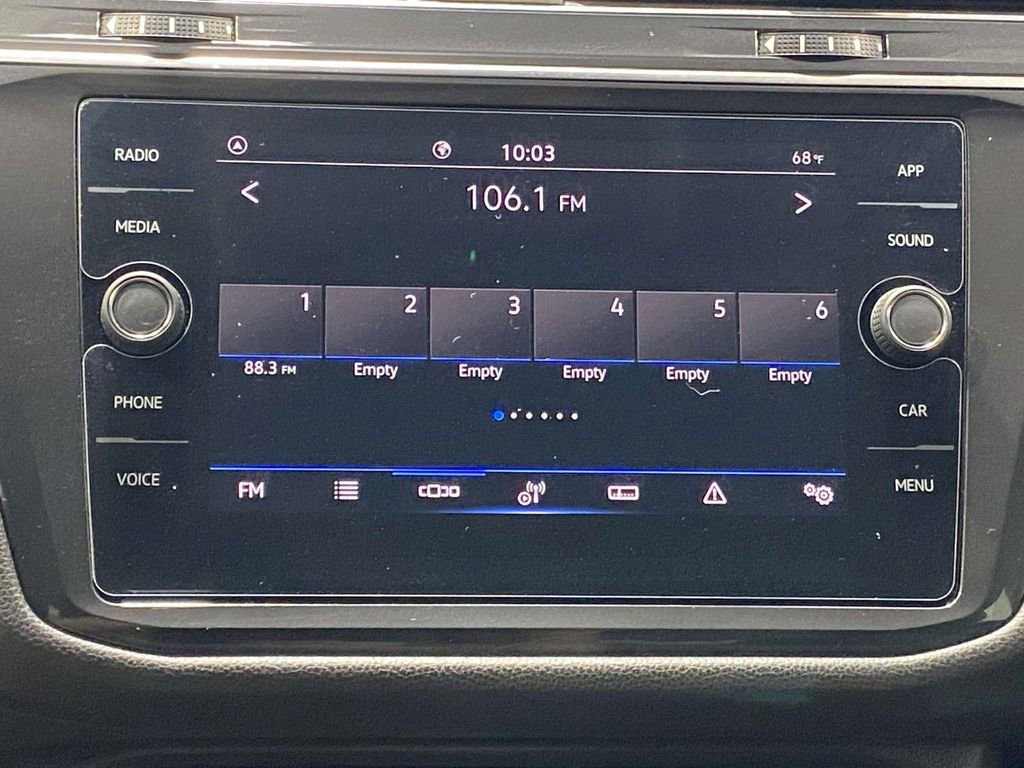 RADIO
MEDIA
PHONE
VOICE
10:03
68°F
106.1 FM
1 2 3 4 5 6
88.3 FM Empty Empty Empty Empty Empty
FM
APP
SOUND
CAR
MENU